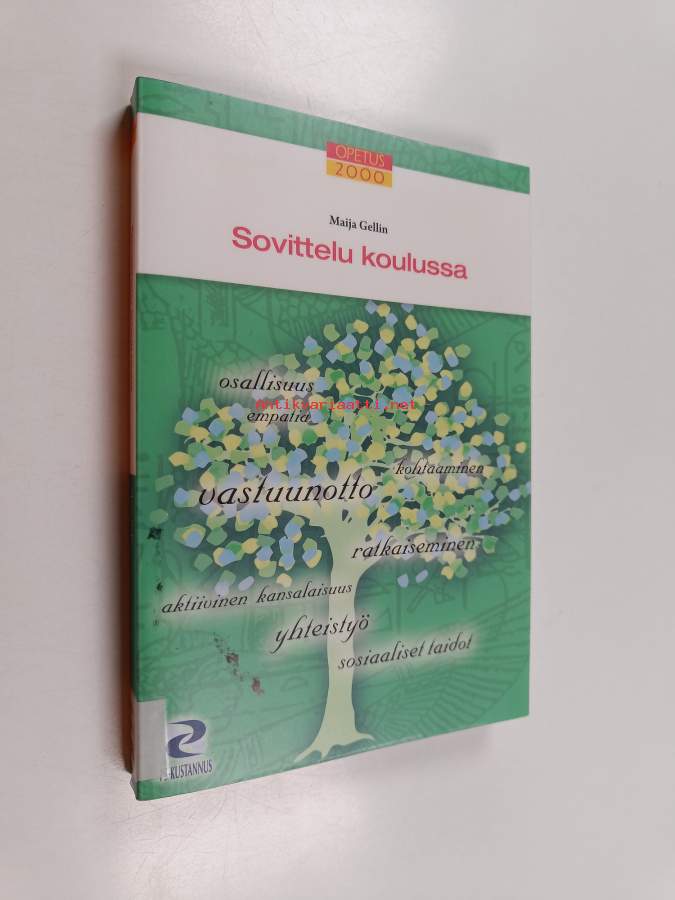 OPETUS
2000
Maija Gellin
Sovittelu koulussa
osallisuus
antikvariaatti.net
empatia
kohtaaminen
vastuunotto
ratkaiseminen
aktiivinen kansalaisuus
yhteistyö
sosiaaliset taidot
-KUSTANNUS